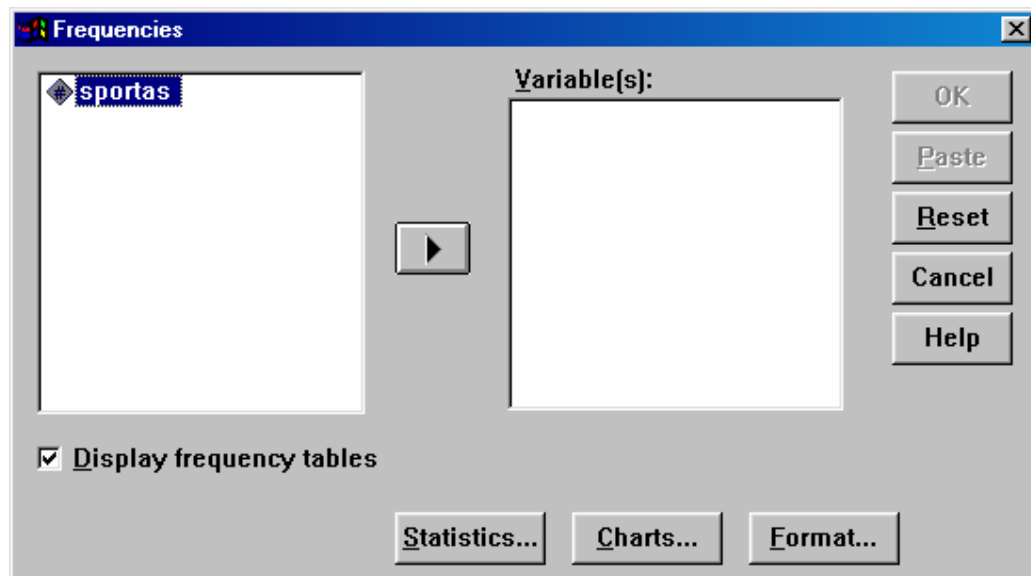 Frequencies
sportas
Variable(s):
OK
Paste
Reset
Cancel
Help
Display frequency tables
Statistics...
Charts...
Format...